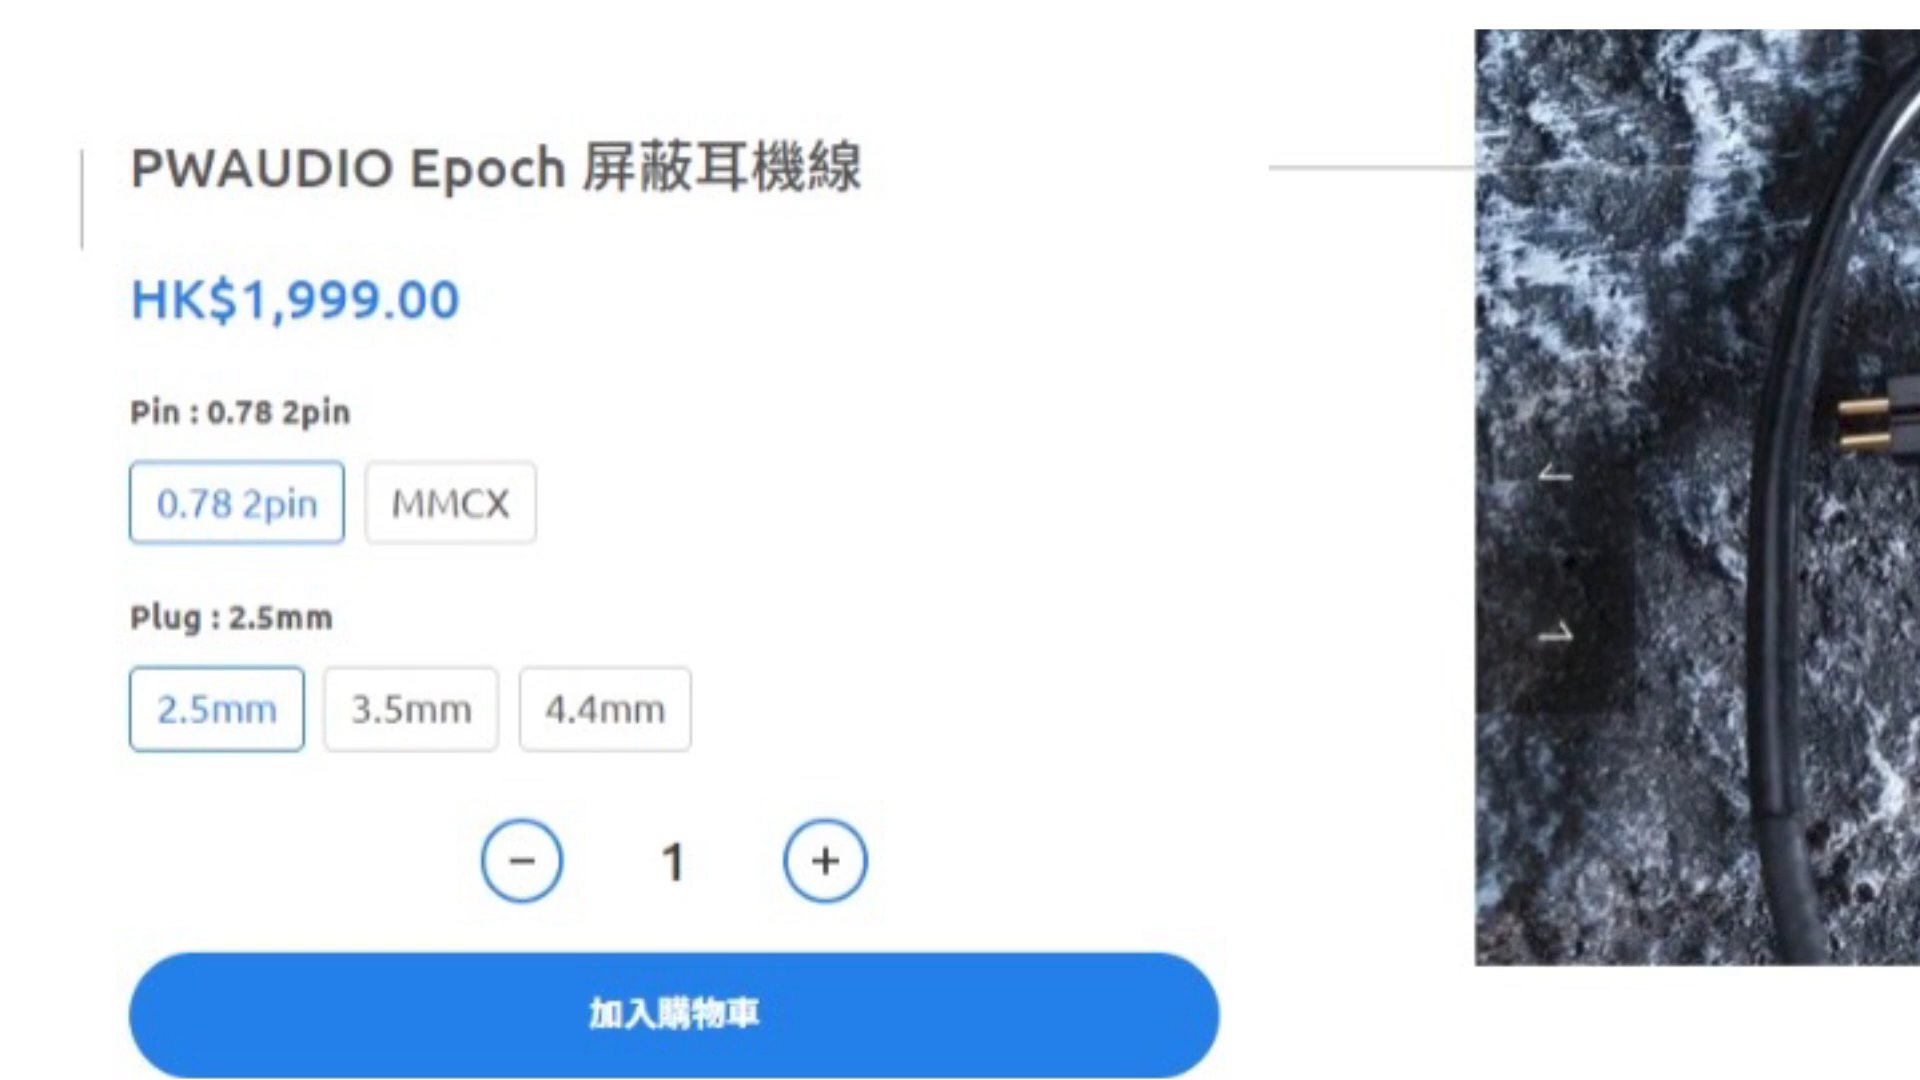 PWAUDIO Epoch 屏蔽耳機線
HK$1,999.00
Pin : 0.78 2pin
0.78 2pin MMCX
Plug : 2.5mm
2.5mm 3.5mm 4.4mm
− 1 +
加入購物車